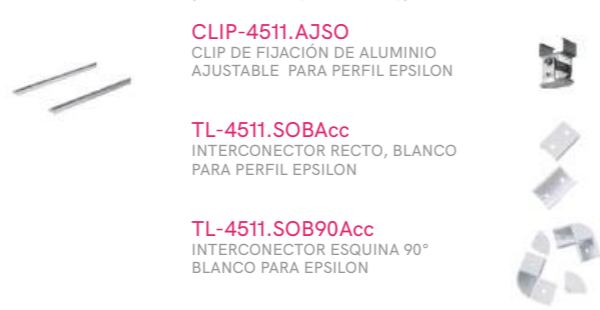 CLIP-4511.AJSO
CLIP DE FIJACIÓN DE ALUMINIO
AJUSTABLE PARA PERFIL EPSILON
TL-4511.SOBAcc
INTERCONECTOR RECTO, BLANCO
PARA PERFIL EPSILON
TL-4511.SOB90Acc
INTERCONECTOR ESQUINA 90°
BLANCO PARA EPSILON